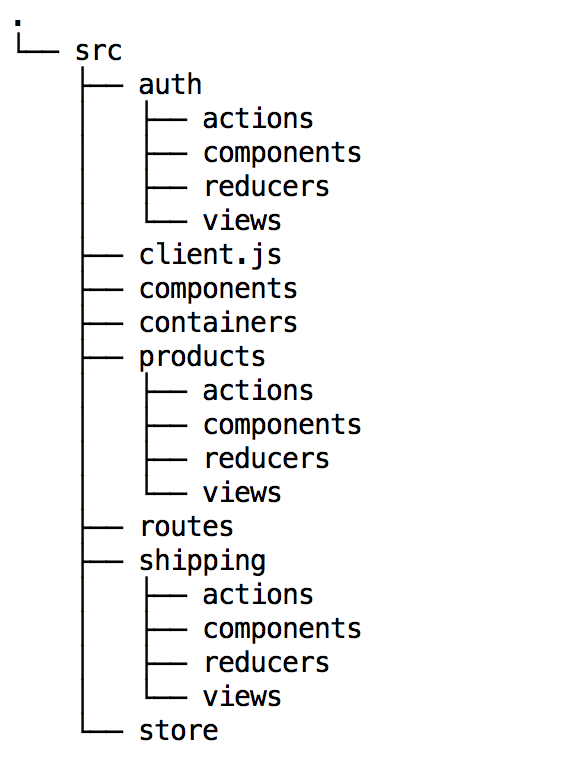 .
└── src
    ├── auth
    │   ├── actions
    │   ├── components
    │   ├── reducers
    │   └── views
    ├── client.js
    ├── components
    ├── containers
    ├── products
    │   ├── actions
    │   ├── components
    │   ├── reducers
    │   └── views
    ├── routes
    ├── shipping
    │   ├── actions
    │   ├── components
    │   ├── reducers
    │   └── views
    └── store